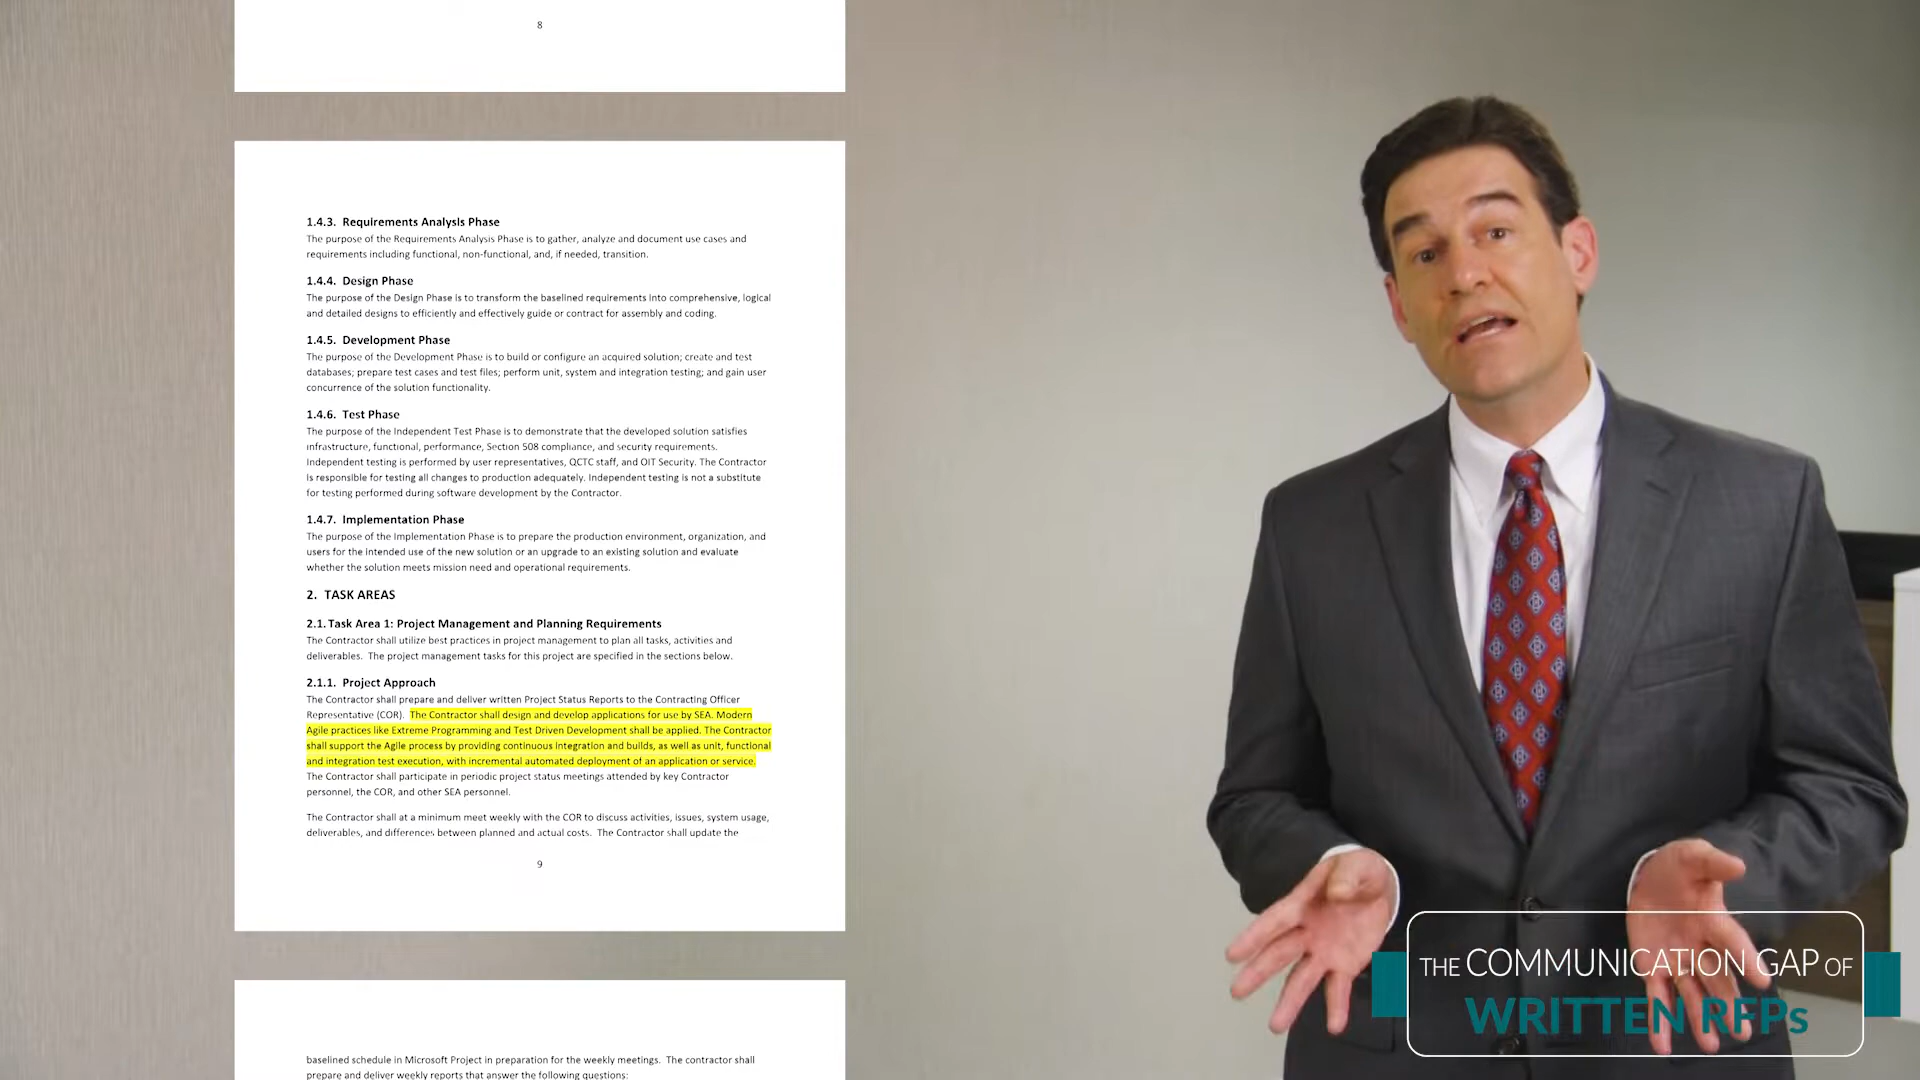 8
1.4.3. Requirements Analysis Phase
The purpose of the Requirements Analysis Phase is to gather, analyze and document use cases and
requirements including functional, non-functional, and, if needed, transition.
1.4.4. Design Phase
The purpose of the Design Phase is to transform the baselined requirements into comprehensive, logical
and detailed designs to efficiently and effectively guide or contract for assembly and coding.
1.4.5. Development Phase
The purpose of the Development Phase is to build or configure an acquired solution; create and test
databases; prepare test cases and test files; perform unit, system and integration testing; and gain user
concurrence of the solution functionality.
1.4.6. Test Phase
The purpose of the Independent Test Phase is to demonstrate that the developed solution satisfies
infrastructure, functional, performance, Section 508 compliance, and security requirements.
Independent testing is performed by user representatives, QCTC staff, and OIT Security. The Contractor
is responsible for testing all changes to production adequately. Independent testing is not a substitute
for testing performed during software development by the Contractor.
1.4.7. Implementation Phase
The purpose of the Implementation Phase is to prepare the production environment, organization, and
users for the intended use of the new solution or an upgrade to an existing solution and evaluate
whether the solution meets mission need and operational requirements.
2. TASK AREAS
2.1. Task Area 1: Project Management and Planning Requirements
The Contractor shall utilize best practices in project management to plan all tasks, activities and
deliverables. The project management tasks for this project are specified in the sections below.
2.1.1. Project Approach
The Contractor shall prepare and deliver written Project Status Reports to the Contracting Officer
Representative (COR). The Contractor shall design and develop applications for use by SEA. Modern
Agile practices like Extreme Programming and Test Driven Development shall be applied. The Contractor
shall support the Agile process by providing continuous integration and builds, as well as unit, functional
and integration test execution, with incremental automated deployment of an application or service.
The Contractor shall participate in periodic project status meetings attended by key Contractor
personnel, the COR, and other SEA personnel.
The Contractor shall at a minimum meet weekly with the COR to discuss activities, issues, system usage,
deliverables, and differences between planned and actual costs. The Contractor shall update the
9
baselined schedule in Microsoft Project in preparation for the weekly meetings. The contractor shall
prepare and deliver weekly reports that answer the following questions:
THE COMMUNICATION GAP OF
WRITTEN RFPs